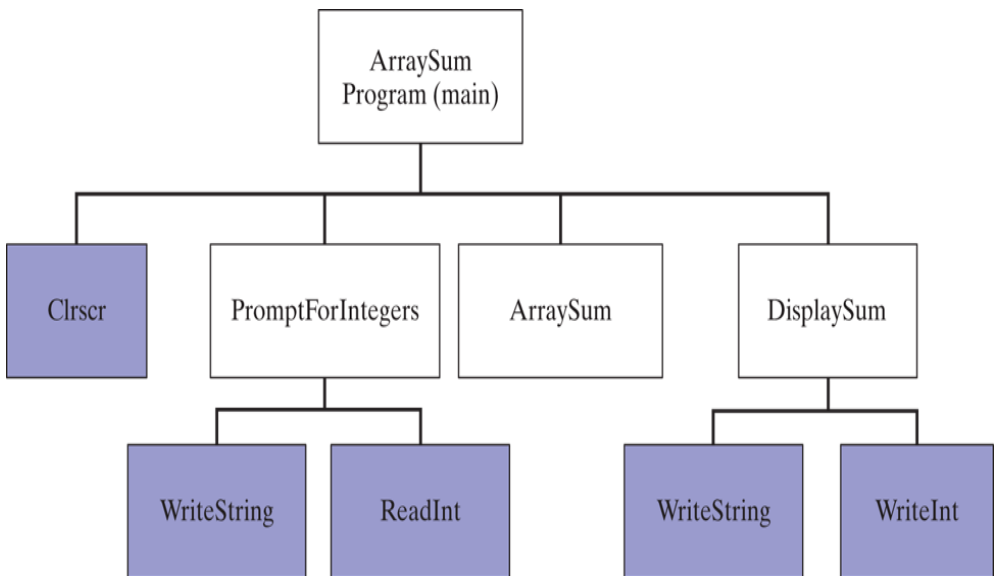 ArraySum
Program (main)
Clrscr
PromptForIntegers
ArraySum
DisplaySum
WriteString
ReadInt
WriteString
WriteInt